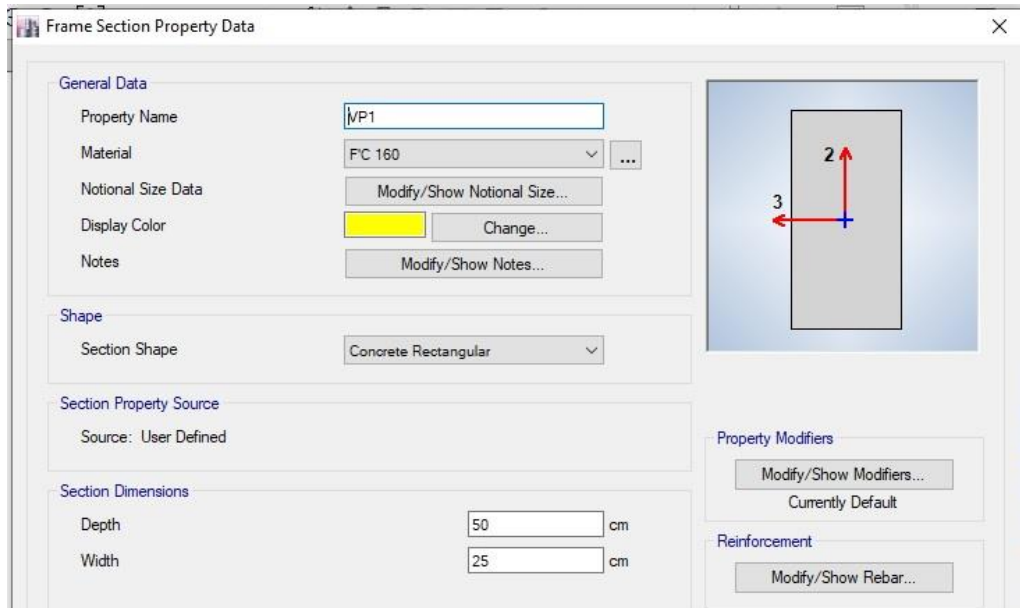 Frame Section Property Data
General Data
Property Name VP1
Material F'C 160 ...
Notional Size Data Modify/Show Notional Size...
Display Color Change...
Notes Modify/Show Notes...
2
3
Shape
Section Shape Concrete Rectangular
Section Property Source
Source: User Defined
Property Modifiers
Modify/Show Modifiers...
Currently Default
Section Dimensions
Depth 50 cm
Width 25 cm
Reinforcement
Modify/Show Rebar...